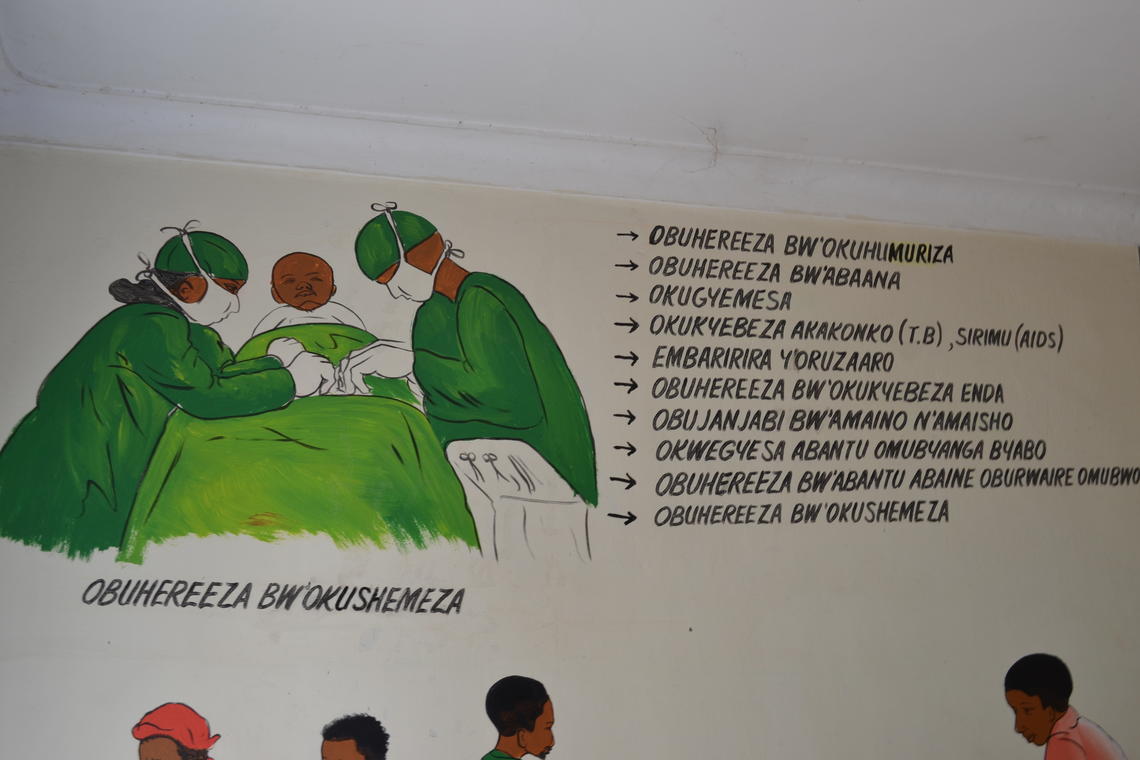 → OBUHEREEZA BW'OKUHUMURIZA
→ OBUHEREEZA BW'ABAANA
→ OKUGYEMESA
→ OKUKYEBEZA AKAKONKO (T.B), SIRIMU (AIDS)
→ EMBARIRIRA Y'ORUZAARO
→ OBUHEREEZA BW'OKUKYEBEZA ENDA
→ OBUJANJABI BW'AMAINO N'AMAISHO
→ OKWEGYESA ABANTU OMUBYANGA BYABO
→ OBUHEREEZA BW'ABANTU ABAINE OBURWAIRE OMUBWO
→ OBUHEREEZA BW'OKUSHEMEZA
OBUHEREEZA BW'OKUSHEMEZA